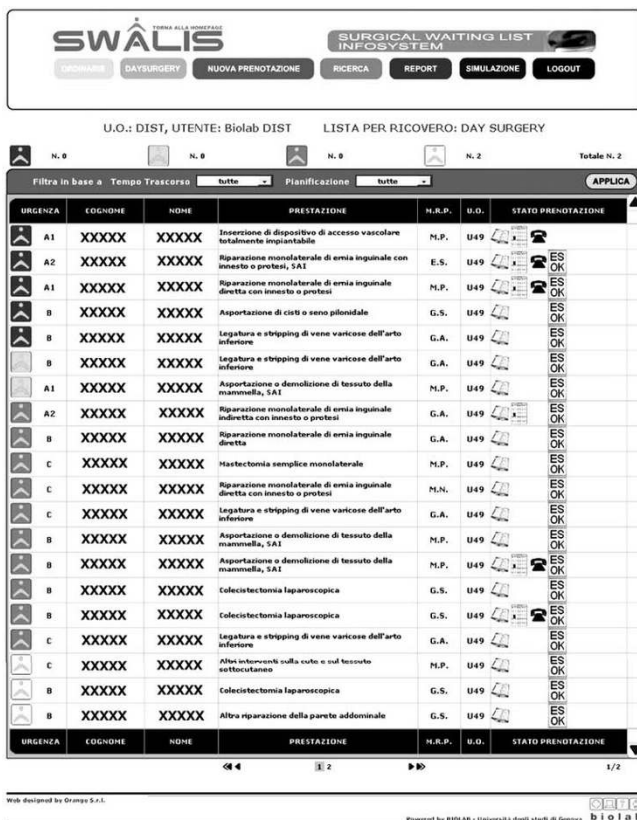 TORNA ALLA HOMEPAGE
SWALIS
SURGICAL WAITING LIST
INFOSYSTEM
ORDINARIE DAYSURGERY NUOVA PRENOTAZIONE RICERCA REPORT SIMULAZIONE LOGOUT
U.O.: DIST, UTENTE: Biolab DIST LISTA PER RICOVERO: DAY SURGERY
N. 0 N. 0 N. 0 N. 2 Totale N. 2
Filtra in base a Tempo Trascorso tutte Pianificazione tutte APPLICA
URGENZA COGNOME NOME PRESTAZIONE M.R.P. U.O. STATO PRENOTAZIONE
A1 XXXXX XXXXX Inserzione di dispositivo di accesso vascolare
totalmente impiantabile M.P. U49
A2 XXXXX XXXXX Riparazione monolaterale di ernia inguinale con
innesto o protesi, SAI E.S. U49 ES OK
A1 XXXXX XXXXX Riparazione monolaterale di ernia inguinale
diretta con innesto o protesi M.P. U49 ES OK
B XXXXX XXXXX Asportazione di cisti o seno pilonidale G.S. U49 ES OK
B XXXXX XXXXX Legatura e stripping di vene varicose dell'arto
inferiore G.A. U49 ES OK
B XXXXX XXXXX Legatura e stripping di vene varicose dell'arto
inferiore G.A. U49 ES OK
A1 XXXXX XXXXX Asportazione o demolizione di tessuto della
mammella, SAI M.P. U49 ES OK
A2 XXXXX XXXXX Riparazione monolaterale di ernia inguinale
indiretta con innesto o protesi G.A. U49 ES OK
B XXXXX XXXXX Riparazione monolaterale di ernia inguinale
diretta G.A. U49 ES OK
C XXXXX XXXXX Mastectomia semplice monolaterale M.P. U49 ES OK
C XXXXX XXXXX Riparazione monolaterale di ernia inguinale
diretta con innesto o protesi M.N. U49 ES OK
C XXXXX XXXXX Legatura e stripping di vene varicose dell'arto
inferiore G.A. U49 ES OK
B XXXXX XXXXX Asportazione o demolizione di tessuto della
mammella, SAI M.P. U49 ES OK
B XXXXX XXXXX Asportazione o demolizione di tessuto della
mammella, SAI M.P. U49 ES OK
B XXXXX XXXXX Colecistectomia laparoscopica G.S. U49 ES OK
B XXXXX XXXXX Colecistectomia laparoscopica G.S. U49 ES OK
C XXXXX XXXXX Legatura e stripping di vene varicose dell'arto
inferiore G.A. U49 ES OK
C XXXXX XXXXX Altri interventi sulla cute e sul tessuto
sottocutaneo M.P. U49 ES OK
B XXXXX XXXXX Colecistectomia laparoscopica G.S. U49 ES OK
B XXXXX XXXXX Altra riparazione della parete addominale G.S. U49 ES OK
URGENZA COGNOME NOME PRESTAZIONE M.R.P. U.O. STATO PRENOTAZIONE
1 2 1/2
Web designed by Orange S.r.l.
Powered by BIOLAB - Università degli studi di Genova biolab